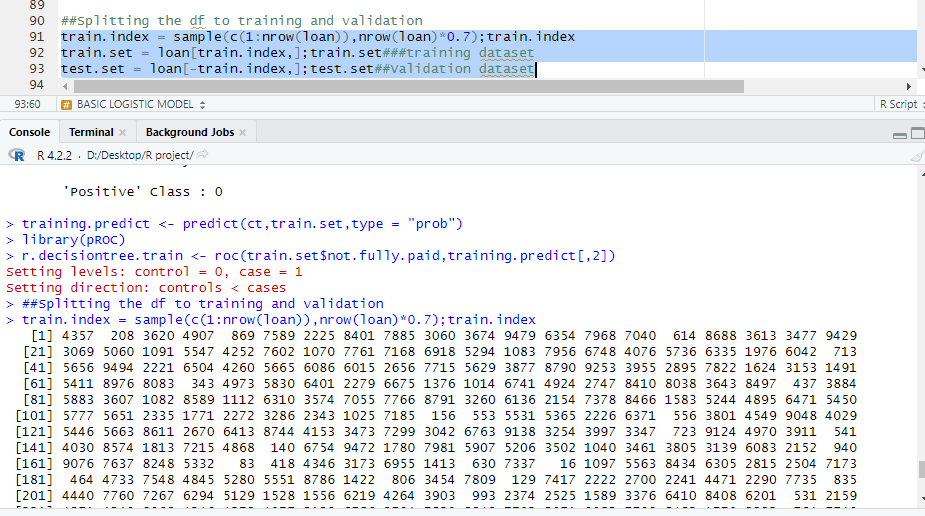 89
90 ##Splitting the df to training and validation
91 train.index = sample(c(1:nrow(loan)),nrow(loan)*0.7);train.index
92 train.set = loan[train.index,];train.set###training dataset
93 test.set = loan[-train.index,];test.set##validation dataset
94
93:60 # BASIC LOGISTIC MODEL R Script
Console Terminal Background Jobs
R R 4.2.2 · D:/Desktop/R project/
'Positive' Class : 0
> training.predict <- predict(ct,train.set,type = "prob")
> library(pROC)
> r.decisiontree.train <- roc(train.set$not.fully.paid,training.predict[,2])
Setting levels: control = 0, case = 1
Setting direction: controls < cases
> ##Splitting the df to training and validation
> train.index = sample(c(1:nrow(loan)),nrow(loan)*0.7);train.index
[1] 4357 208 3620 4907 869 7589 2225 8401 7885 3060 3674 9479 6354 7968 7040 614 8688 3613 3477 9429
[21] 3069 5060 1091 5547 4252 7602 1070 7761 7168 6918 5294 1083 7956 6748 4076 5736 6335 1976 6042 713
[41] 5656 9494 2221 6504 4260 5665 6086 6015 2656 7715 5629 3877 8790 9253 3955 2895 7822 1624 3153 1491
[61] 5411 8976 8083 343 4973 5830 6401 2279 6675 1376 1014 6741 4924 2747 8410 8038 3643 8497 437 3884
[81] 5883 3607 1082 8589 1112 6310 3574 7055 7766 8791 3260 6136 2154 7378 8466 1583 5244 4895 6471 5450
[101] 5777 5651 2335 1771 2272 3286 2343 1025 7185 156 553 5531 5365 2226 6371 556 3801 4549 9048 4029
[121] 5446 5663 8611 2670 6413 8744 4153 3473 7299 3042 6763 9138 3254 3997 3347 723 9124 4970 3911 541
[141] 4030 8574 1813 7215 4868 140 6754 9472 1780 7981 5907 5206 3502 1040 3461 3805 3139 6083 2152 940
[161] 9076 7637 8248 5332 83 418 4346 3173 6955 1413 630 7337 16 1097 5563 8434 6305 2815 2504 7173
[181] 464 4733 7548 4845 5280 5551 8786 1422 806 3454 7809 129 7417 2222 2700 2241 4471 2290 7735 835
[201] 4440 7760 7267 6294 5129 1528 1556 6219 4264 3903 993 2374 2525 1589 3376 6410 8408 6201 531 2159